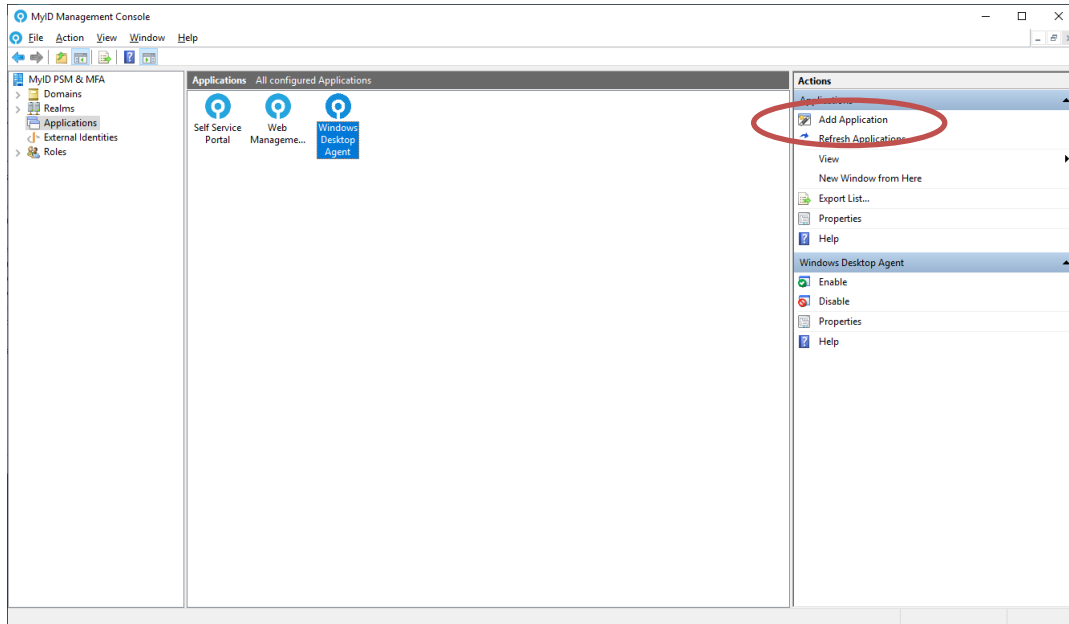 MyID Management Console
File Action View Window Help
MyID PSM & MFA
Domains
Realms
Applications
External Identities
Roles
Applications All configured Applications
Self Service
Portal
Web
Manageme...
Windows
Desktop
Agent
Actions
Applications
Add Application
Refresh Applications
View
New Window from Here
Export List...
Properties
Help
Windows Desktop Agent
Enable
Disable
Properties
Help